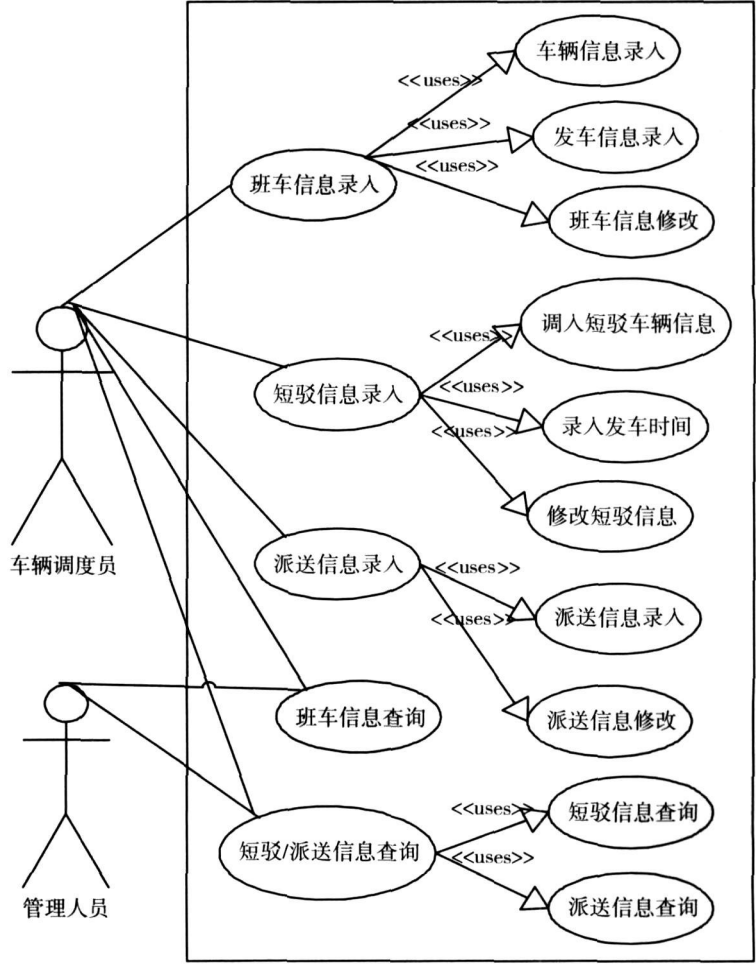 车辆信息录入
<<uses>>
<<uses>>
发车信息录入
<<uses>>
班车信息录入
班车信息修改
调入短驳车辆信息
<<uses>>
<<uses>>
短驳信息录入
录入发车时间
<<uses>>
修改短驳信息
车辆调度员
派送信息录入
<<uses>>
<<uses>>
派送信息录入
班车信息查询
派送信息修改
<<uses>>
短驳信息查询
短驳/派送信息查询
<<uses>>
管理人员
派送信息查询